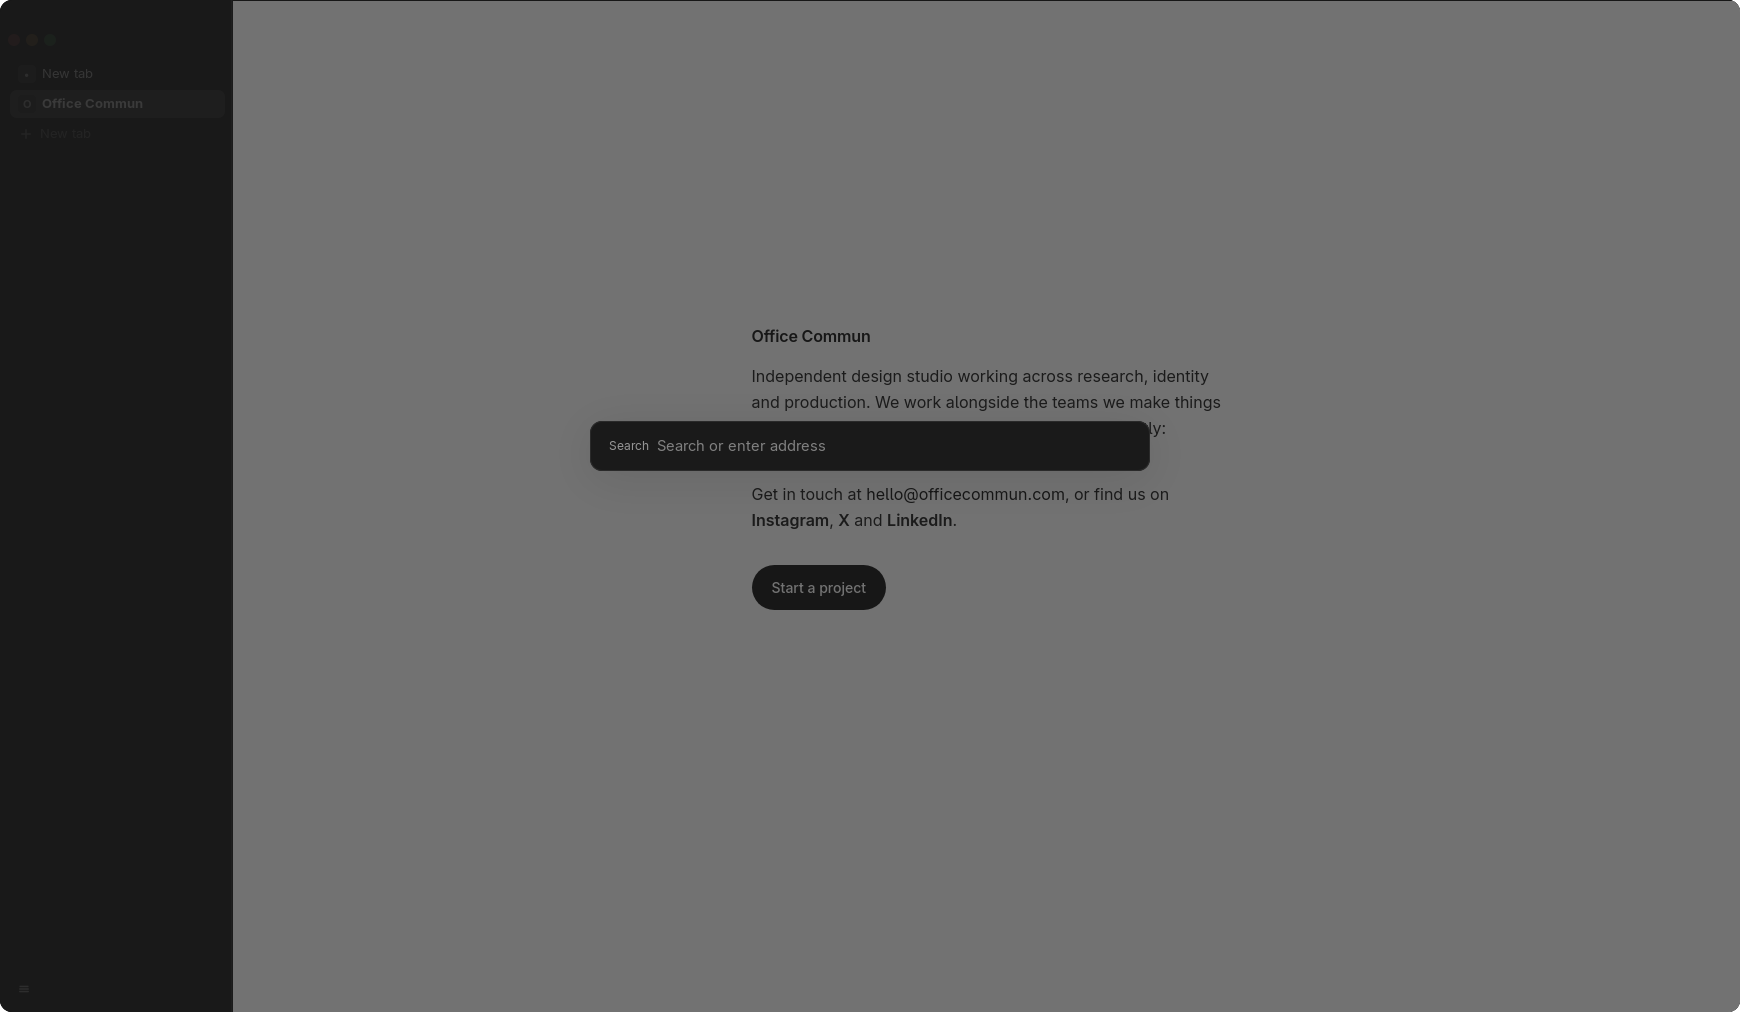 New tab
O Office Commun
+ New tab
Office Commun
Independent design studio working across research, identity
and production. We work alongside the teams we make things
ly:
Search Search or enter address
Get in touch at hello@officecommun.com, or find us on
Instagram, X and LinkedIn.
Start a project